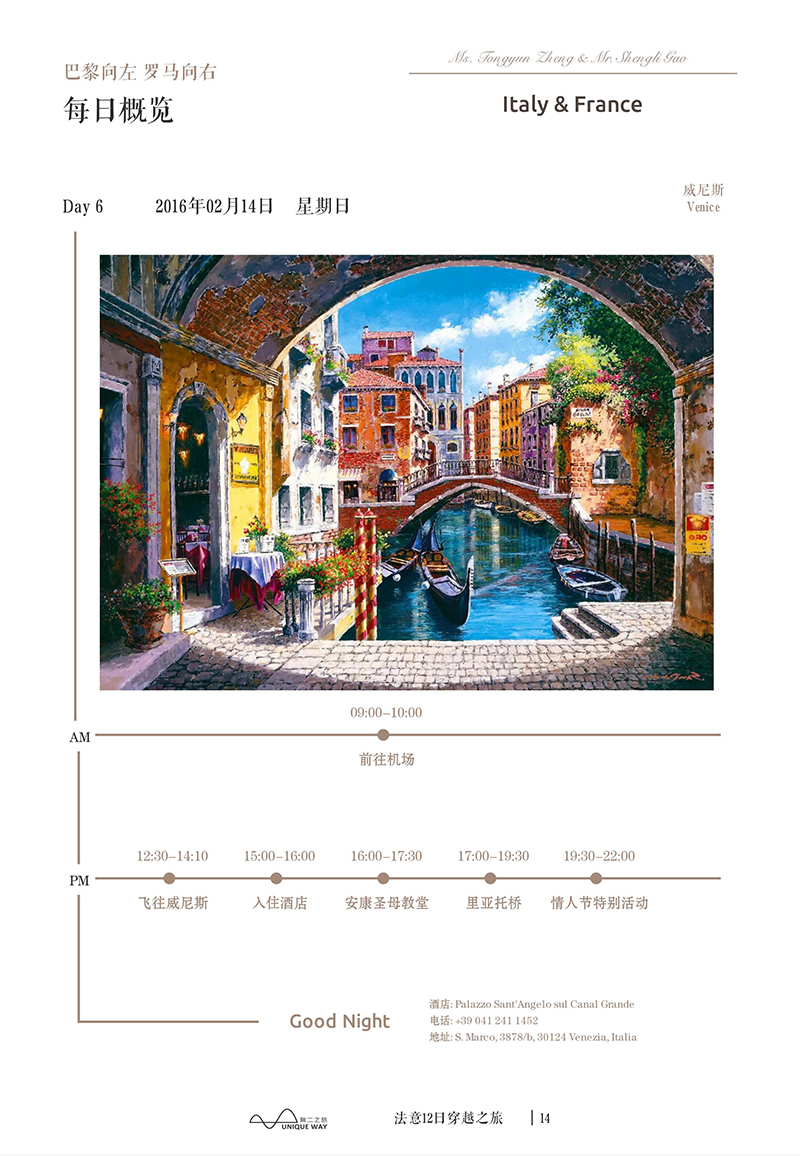 巴黎向左 罗马向右
每日概览
Ms. Tongyun Zheng & Mr. Shengli Gao
Italy & France
Day 6 2016年02月14日 星期日
威尼斯
Venice
09:00–10:00
AM
前往机场
12:30–14:10 15:00–16:00 16:00–17:30 17:00–19:30 19:30–22:00
PM
飞往威尼斯 入住酒店 安康圣母教堂 里亚托桥 情人节特别活动
Good Night
酒店: Palazzo Sant'Angelo sul Canal Grande
电话: +39 041 241 1452
地址: S. Marco, 3878/b, 30124 Venezia, Italia
无二之旅
UNIQUE WAY
法意12日穿越之旅 | 14